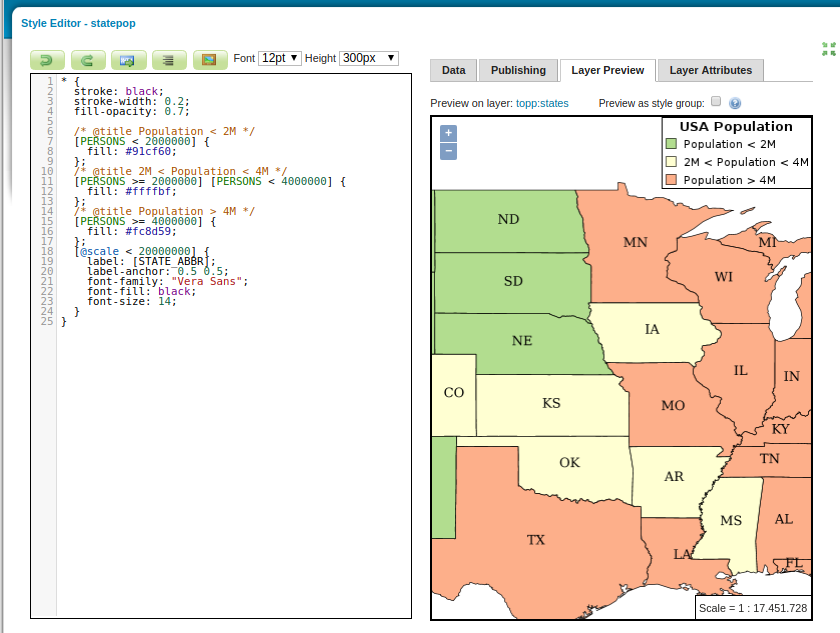 Style Editor - statepop
Font 12pt Height 300px
1 * {
2 stroke: black;
3 stroke-width: 0.2;
4 fill-opacity: 0.7;
5
6 /* @title Population < 2M */
7 [PERSONS < 2000000] {
8 fill: #91cf60;
9 };
10 /* @title 2M < Population < 4M */
11 [PERSONS >= 2000000] [PERSONS < 4000000] {
12 fill: #ffffbf;
13 };
14 /* @title Population > 4M */
15 [PERSONS >= 4000000] {
16 fill: #fc8d59;
17 };
18 [@scale < 20000000] {
19 label: [STATE_ABBR];
20 label-anchor: 0.5 0.5;
21 font-family: "Vera Sans";
22 font-fill: black;
23 font-size: 14;
24 }
25 }
Data Publishing Layer Preview Layer Attributes
Preview on layer: topp:states Preview as style group:
+
−
USA Population
Population < 2M
2M < Population < 4M
Population > 4M
ND
MN
MI
WI
SD
IA
NE
IL
IN
CO
KS
MO
KY
TN
OK
AR
MS
AL
TX
LA
FL
Scale = 1 : 17.451.728